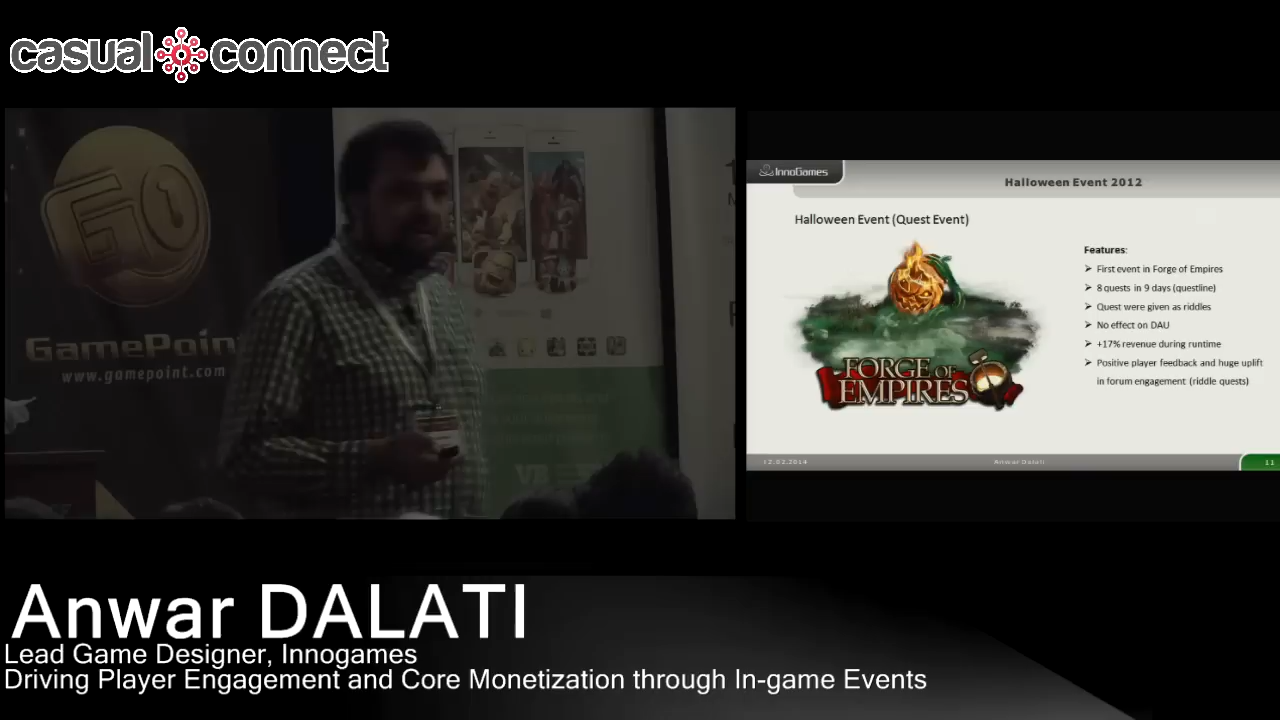 casual connect
GO
GamePoin
www.gamepoint.com
InnoGames
Halloween Event 2012
Halloween Event (Quest Event)
FORGE OF
EMPIRES
Features:
➢ First event in Forge of Empires
➢ 8 quests in 9 days (questline)
➢ Quest were given as riddles
➢ No effect on DAU
➢ +17% revenue during runtime
➢ Positive player feedback and huge uplift
in forum engagement (riddle quests)
12.02.2014
Anwar Dalati
11
Anwar DALATI
Lead Game Designer, Innogames
Driving Player Engagement and Core Monetization through In-game Events